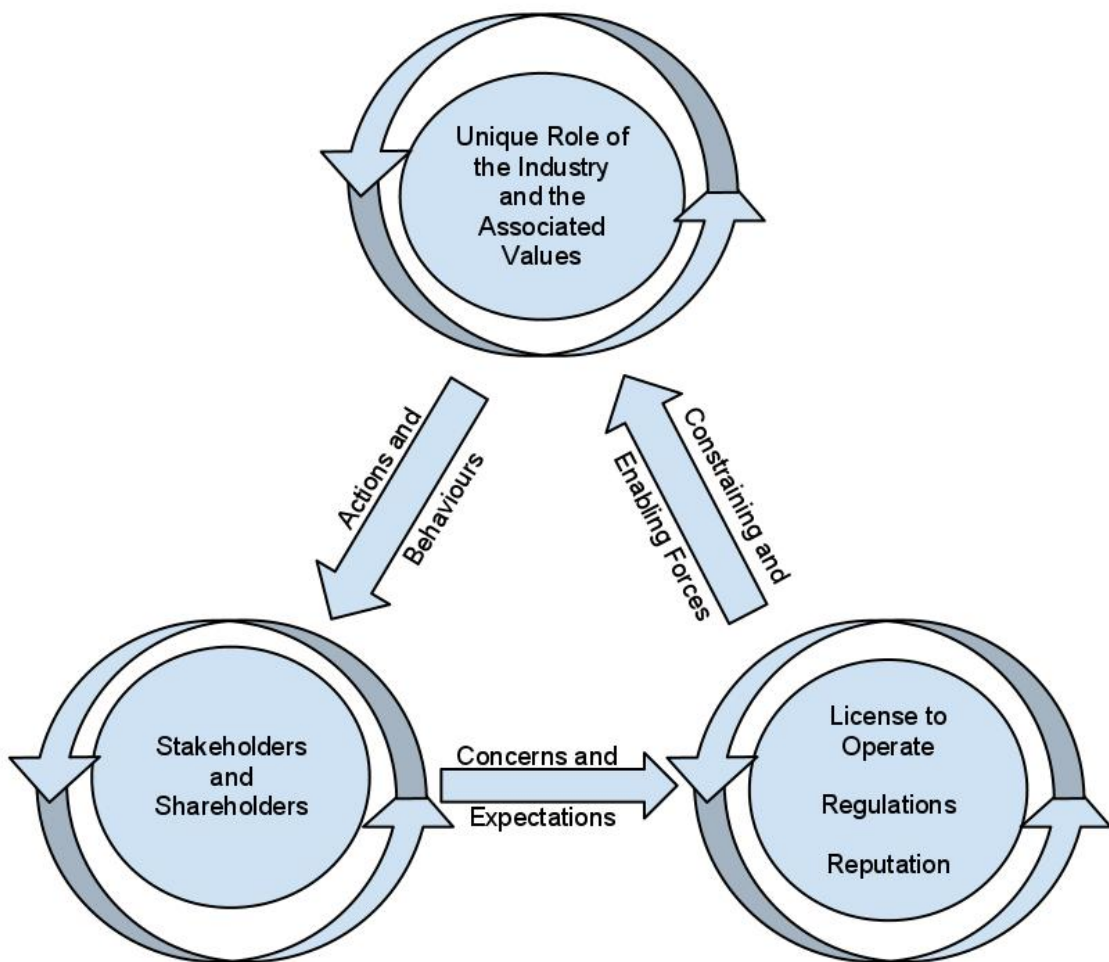 Unique Role of
the Industry
and the
Associated
Values
Actions and
Behaviours
Constraining and
Enabling Forces
Stakeholders
and
Shareholders
Concerns and
Expectations
License to
Operate
Regulations
Reputation